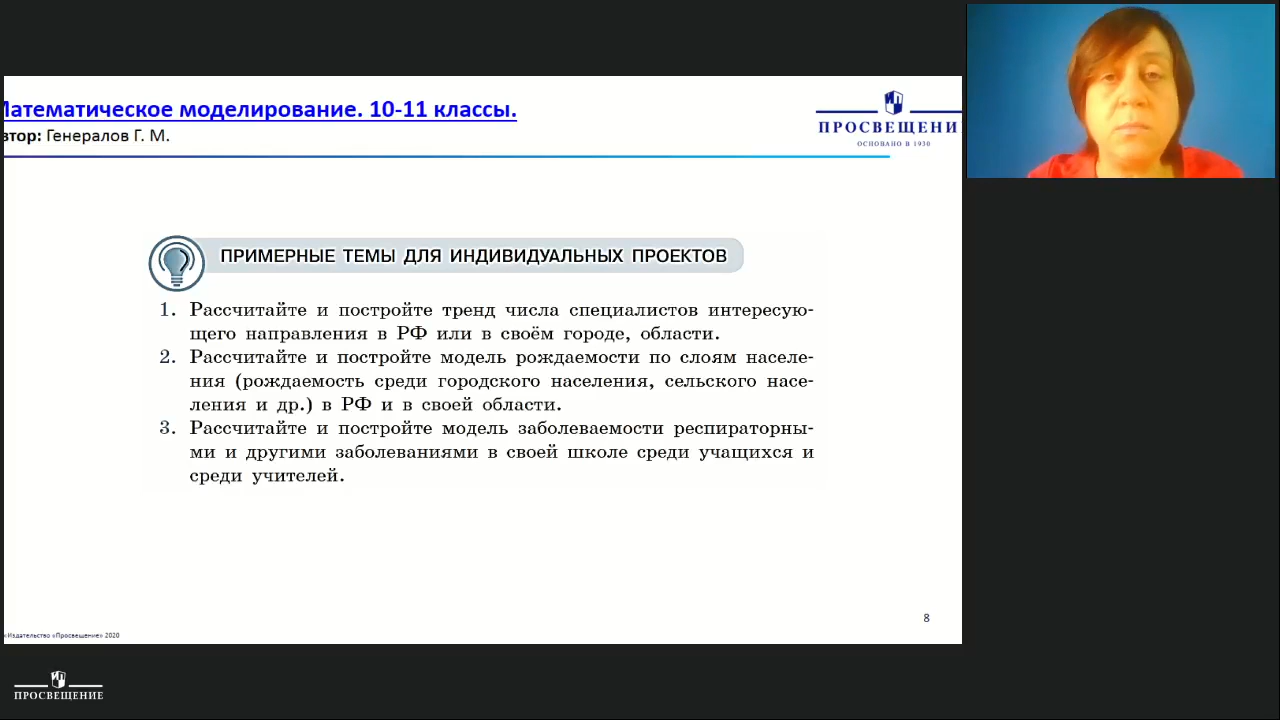 Математическое моделирование. 10-11 классы.
втор: Генералов Г. М.
ПРОСВЕЩЕНИ
ОСНОВАНО В 1930
ПРИМЕРНЫЕ ТЕМЫ ДЛЯ ИНДИВИДУАЛЬНЫХ ПРОЕКТОВ
1. Рассчитайте и постройте тренд числа специалистов интересую-
щего направления в РФ или в своём городе, области.
2. Рассчитайте и постройте модель рождаемости по слоям населе-
ния (рождаемость среди городского населения, сельского насе-
ления и др.) в РФ и в своей области.
3. Рассчитайте и постройте модель заболеваемости респираторны-
ми и другими заболеваниями в своей школе среди учащихся и
среди учителей.
8
«Издательство «Просвещение» 2020
ПРОСВЕЩЕНИЕ